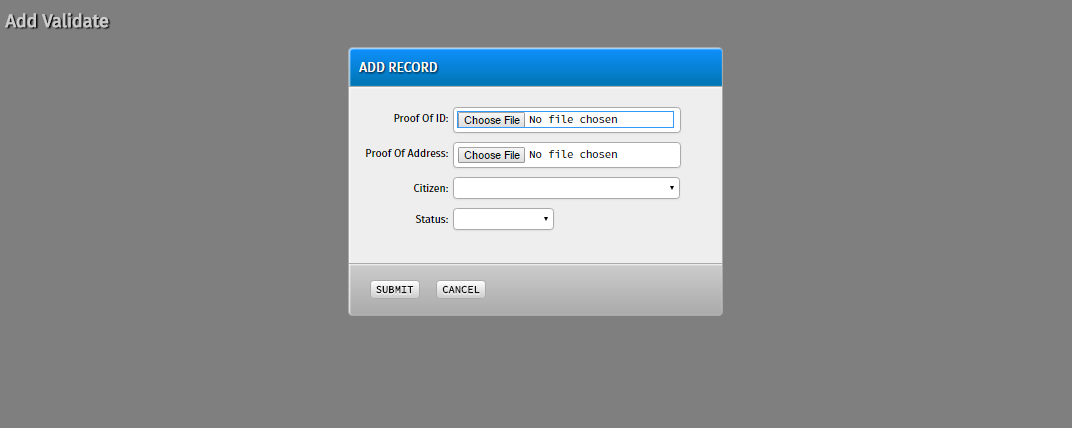 Add Validate
ADD RECORD
Proof Of ID: Choose File No file chosen
Proof Of Address: Choose File No file chosen
Citizen:
Status:
SUBMIT CANCEL